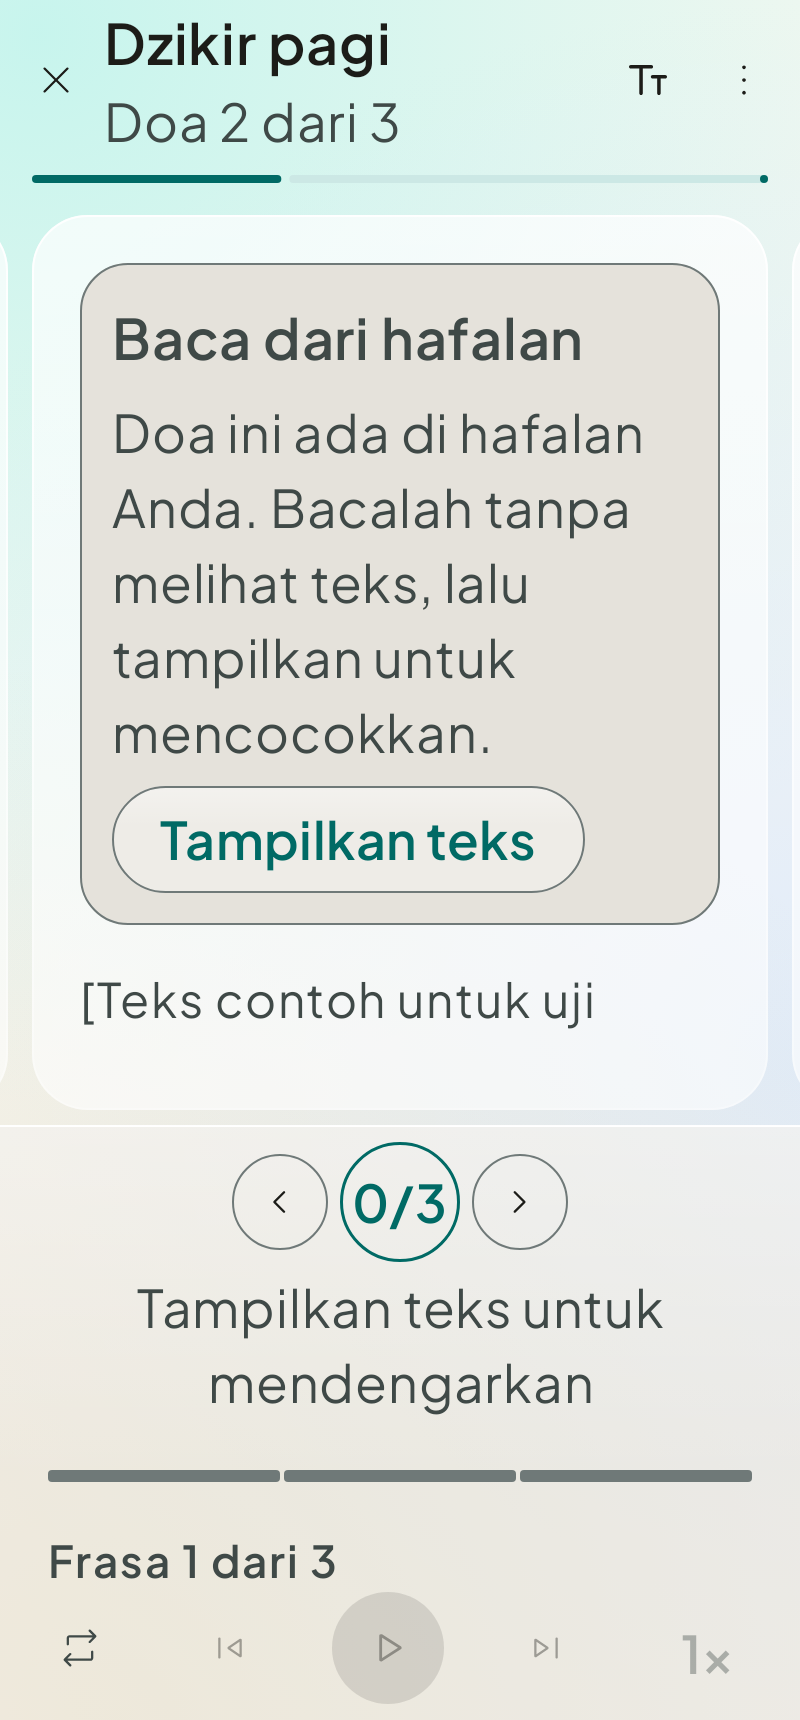 Dzikir pagi
Doa 2 dari 3
Tт
Baca dari hafalan
Doa ini ada di hafalan
Anda. Bacalah tanpa
melihat teks, lalu
tampilkan untuk
mencocokkan.
Tampilkan teks
[Teks contoh untuk uji
0/3
Tampilkan teks untuk
mendengarkan
Frasa 1 dari 3
1×